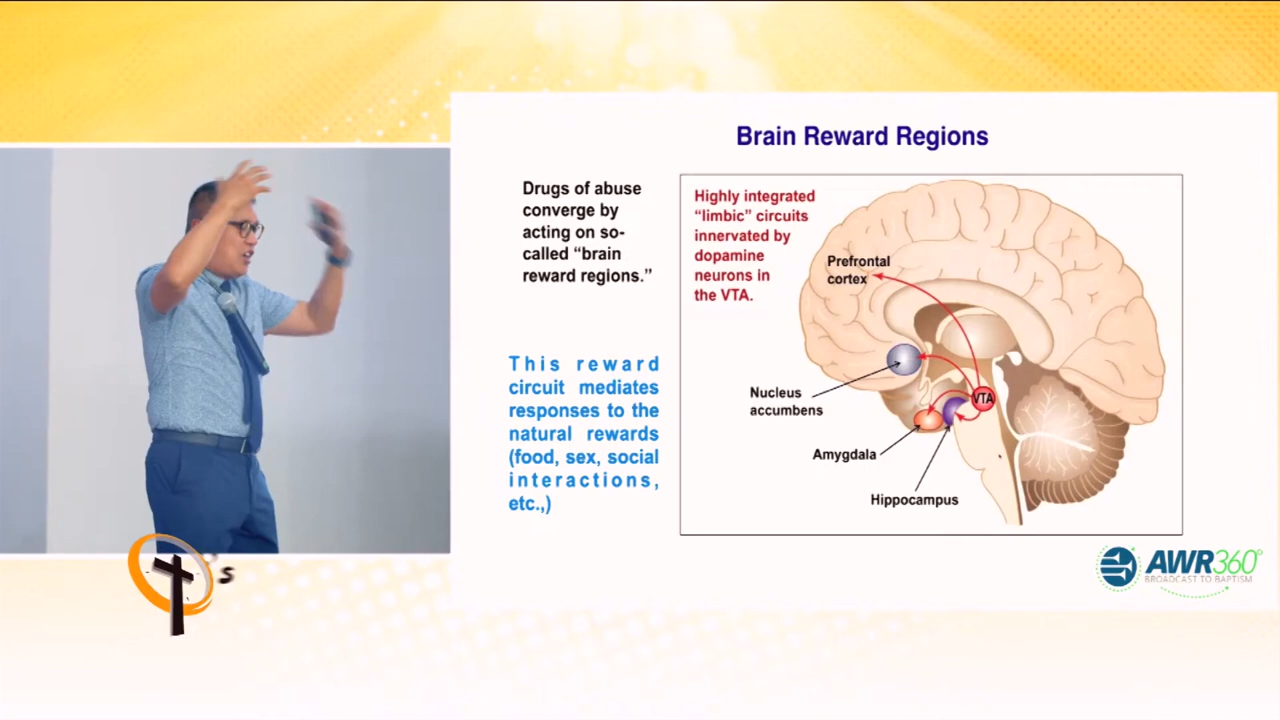 Brain Reward Regions
Drugs of abuse
converge by
acting on so-
called “brain
reward regions.”
This reward
circuit mediates
responses to the
natural rewards
(food, sex, social
interactions,
etc.,)
Highly integrated
“limbic” circuits
innervated by
dopamine
neurons in
the VTA.
Prefrontal
cortex
Nucleus
accumbens
VTA
Amygdala
Hippocampus
's
AWR360°
BROADCAST TO BAPTISM